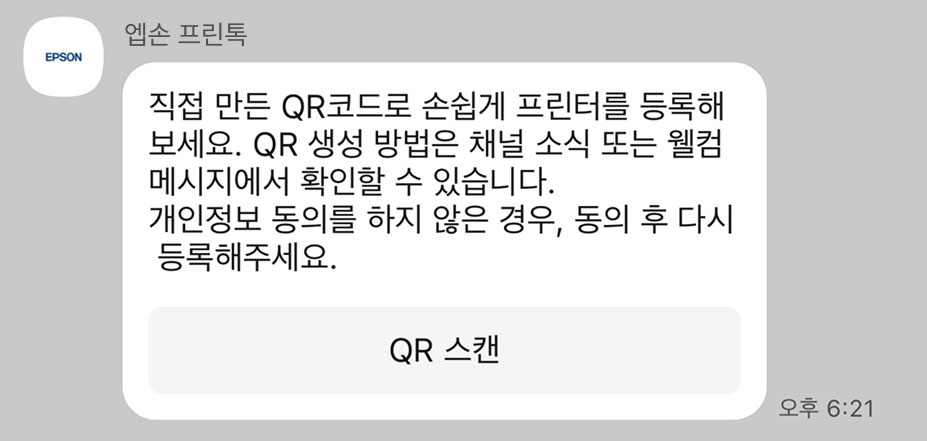 엡손 프린톡
EPSON
직접 만든 QR코드로 손쉽게 프린터를 등록해
보세요. QR 생성 방법은 채널 소식 또는 웰컴
메시지에서 확인할 수 있습니다.
개인정보 동의를 하지 않은 경우, 동의 후 다시
등록해주세요.
QR 스캔
오후 6:21